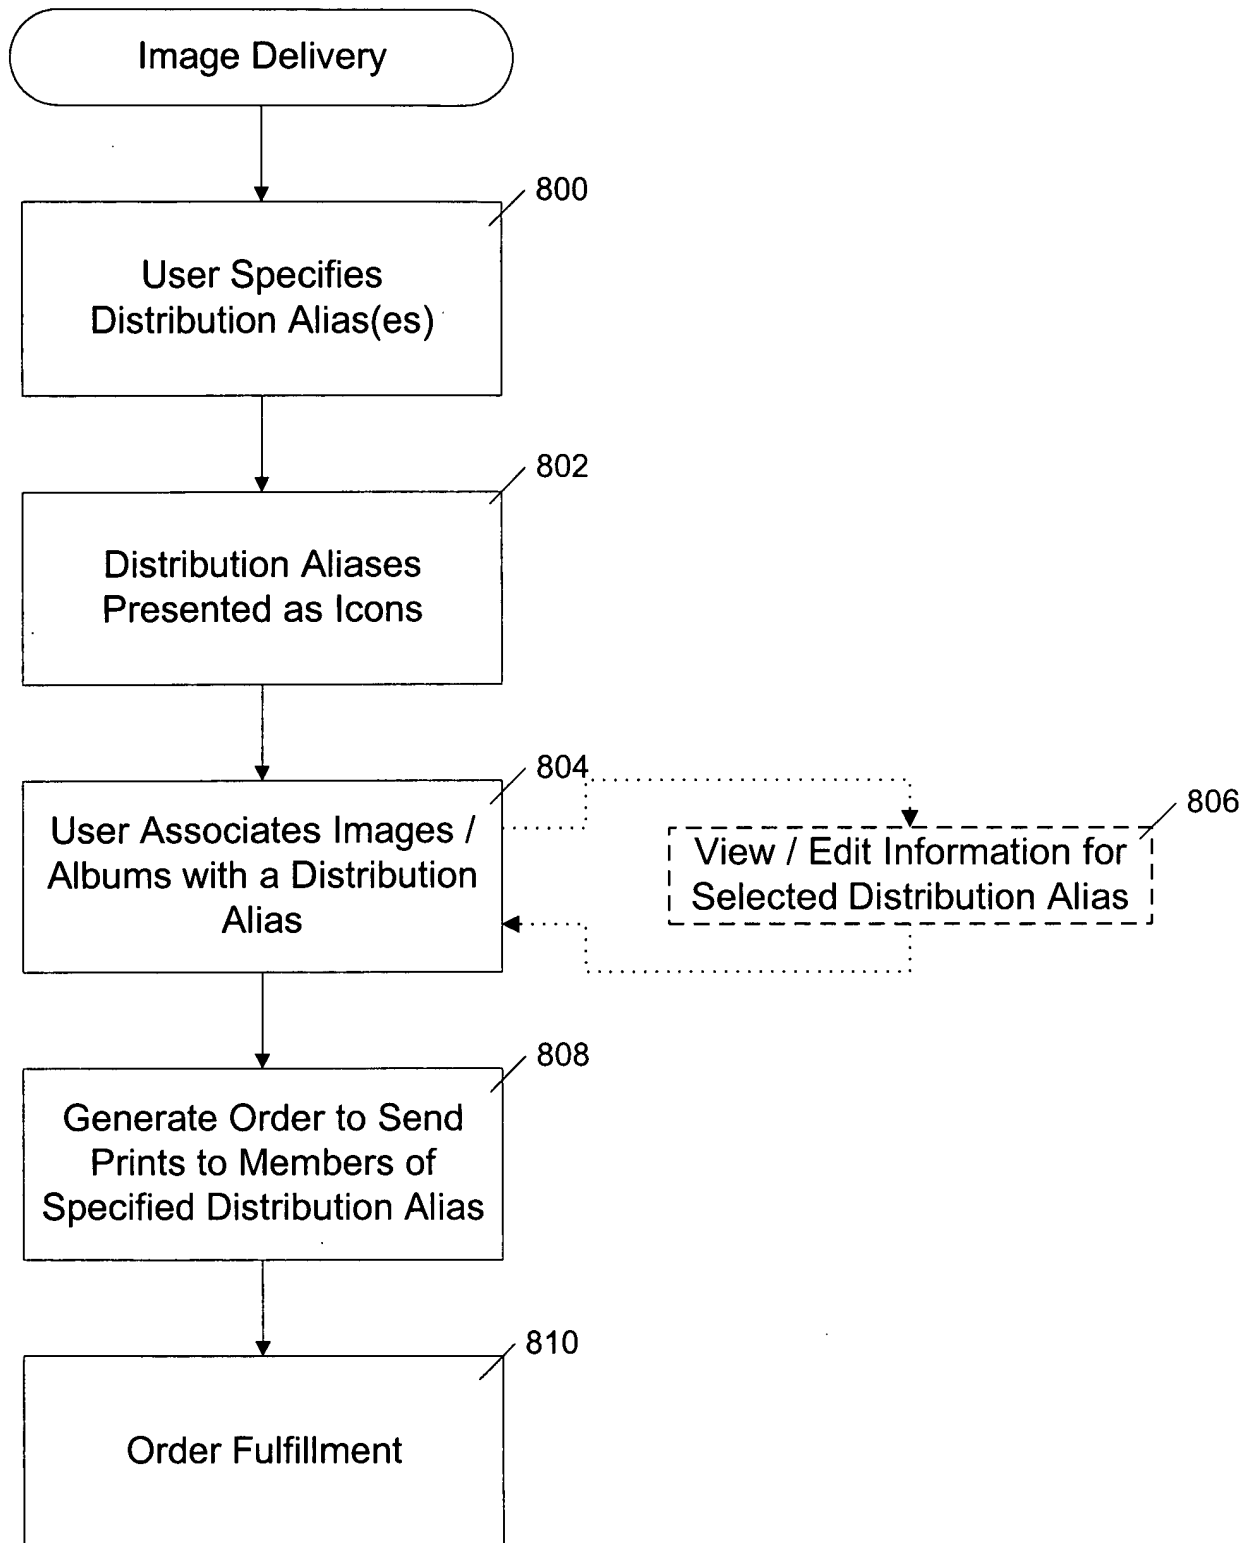 Image Delivery
800
User Specifies
Distribution Alias(es)
802
Distribution Aliases
Presented as Icons
804
User Associates Images /
Albums with a Distribution
Alias
806
View / Edit Information for
Selected Distribution Alias
808
Generate Order to Send
Prints to Members of
Specified Distribution Alias
810
Order Fulfillment